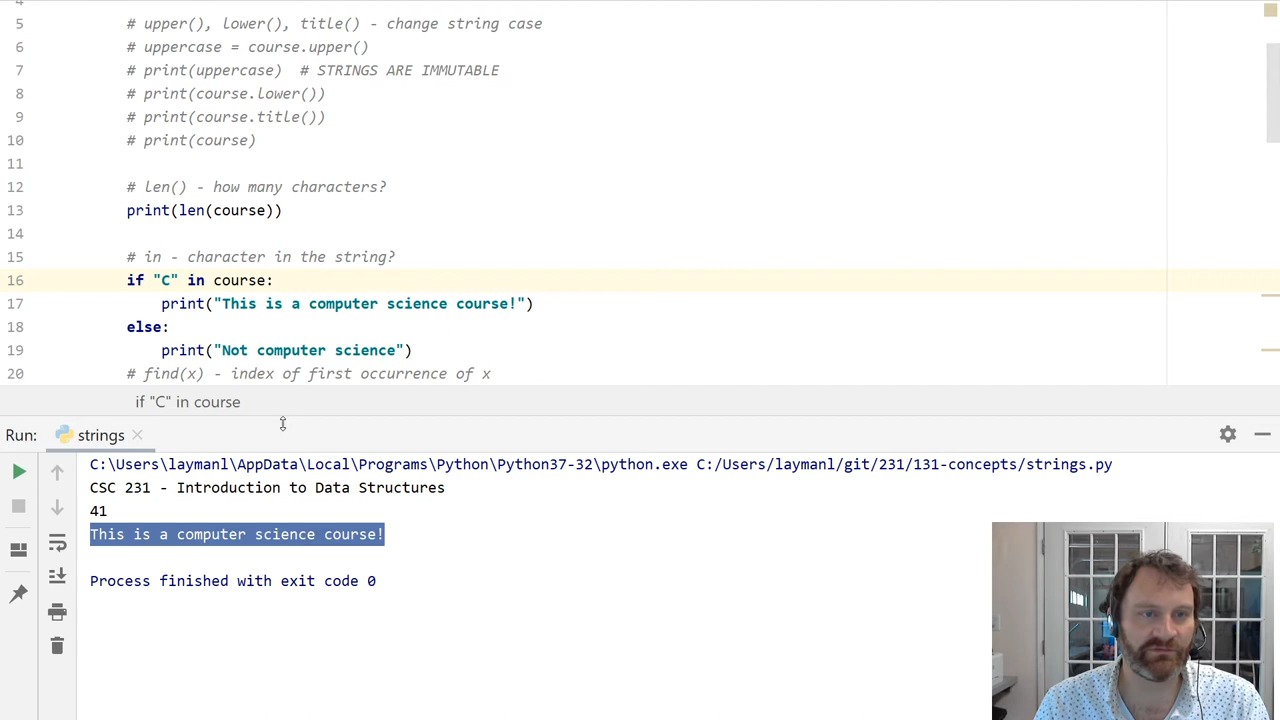 4
5 # upper(), lower(), title() - change string case
6 # uppercase = course.upper()
7 # print(uppercase)  # STRINGS ARE IMMUTABLE
8 # print(course.lower())
9 # print(course.title())
10 # print(course)
11
12 # len() - how many characters?
13 print(len(course))
14
15 # in - character in the string?
16 if "C" in course:
17     print("This is a computer science course!")
18 else:
19     print("Not computer science")
20 # find(x) - index of first occurrence of x
if "C" in course
Run: strings
C:\Users\laymanl\AppData\Local\Programs\Python\Python37-32\python.exe C:/Users/laymanl/git/231/131-concepts/strings.py
CSC 231 - Introduction to Data Structures
41
This is a computer science course!
Process finished with exit code 0